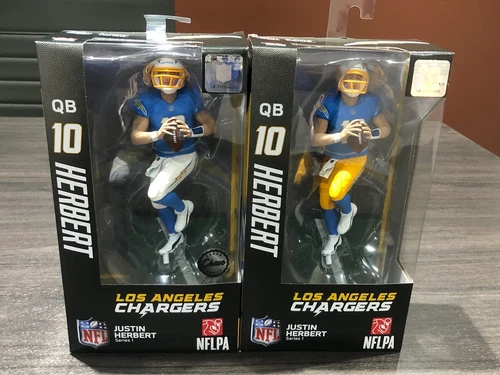 QB
10
HERBERT
LOS ANGELES
CHARGERS
NFL
JUSTIN
HERBERT
Series 1
NFLPA
QB
10
HERBERT
LOS ANGELES
CHARGERS
NFL
JUSTIN
HERBERT
Series 1
NFLPA